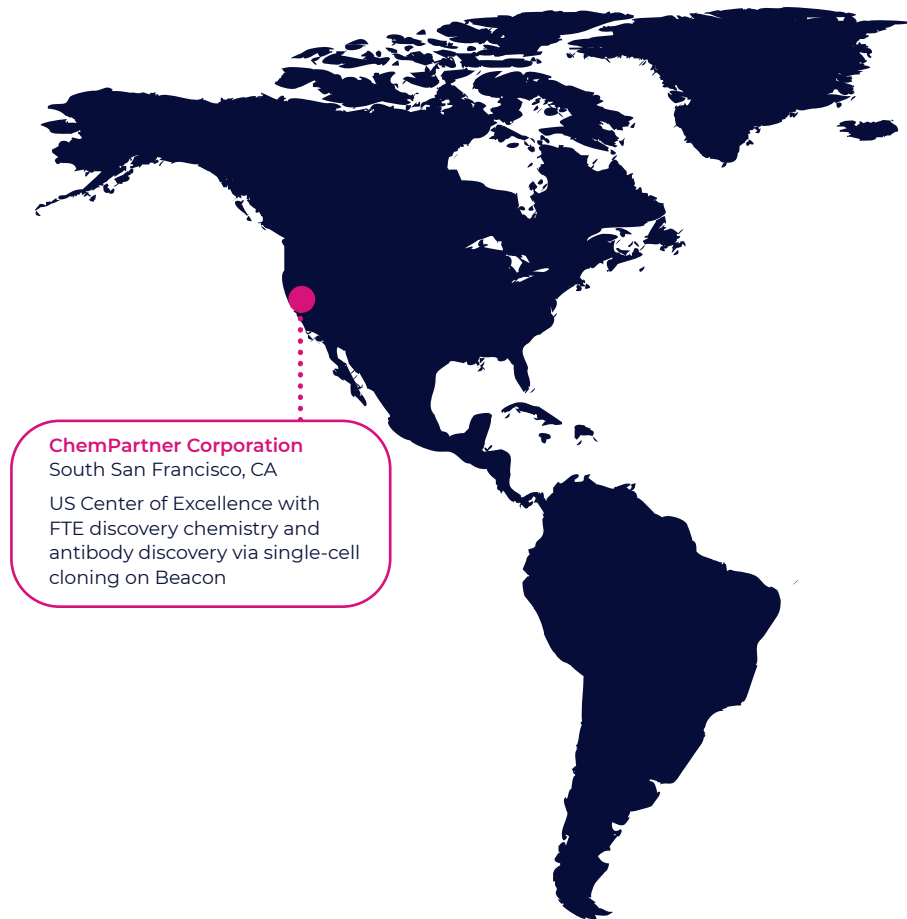 ChemPartner Corporation
South San Francisco, CA
US Center of Excellence with
FTE discovery chemistry and
antibody discovery via single-cell
cloning on Beacon